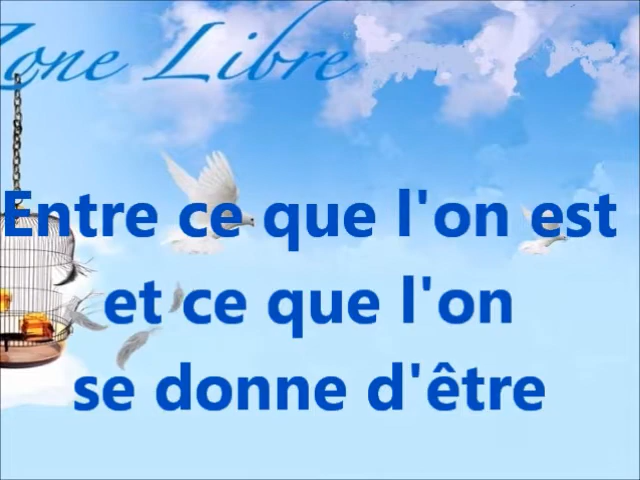 Zone Libre
Entre ce que l'on est
et ce que l'on
se donne d'être